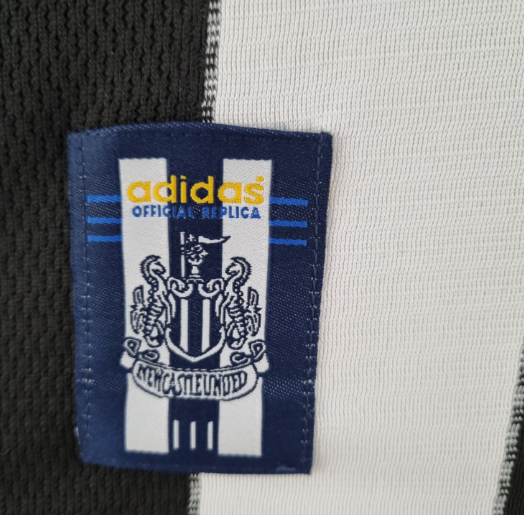 adidas
OFFICIAL REPLICA
NEWCASTLE UNITED